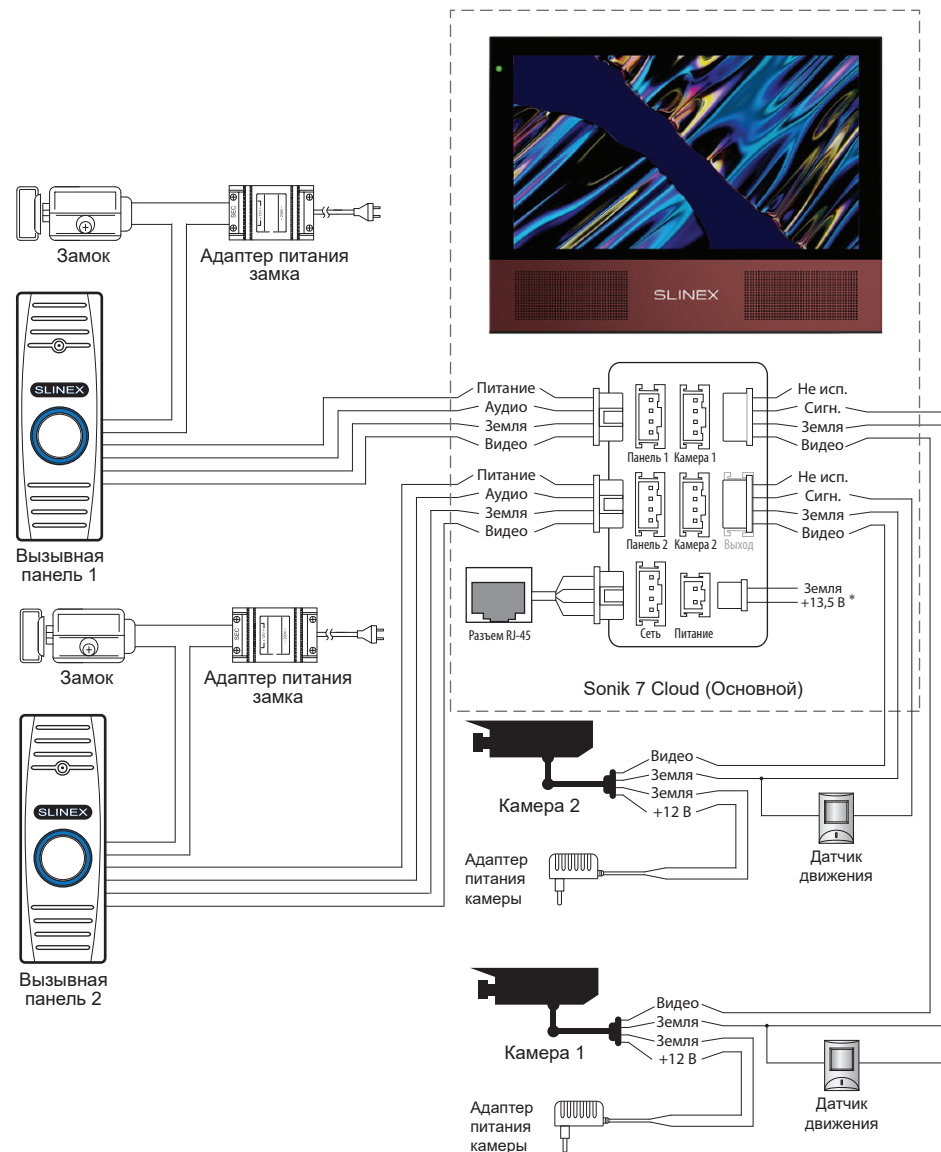 SLINEX
Замок
SEC
Адаптер питания
замка
SLINEX
Вызывная
панель 1
Питание
Аудио
Земля
Видео
Панель 1
Камера 1
Не исп.
Сигн.
Земля
Видео
Питание
Аудио
Земля
Видео
Панель 2
Камера 2
Выход
Не исп.
Сигн.
Земля
Видео
Разъем RJ-45
Сеть
Питание
Земля
+13,5 В *
Sonik 7 Cloud (Основной)
Замок
SEC
Адаптер питания
замка
SLINEX
Вызывная
панель 2
Камера 2
Видео
Земля
Земля
+12 В
Адаптер
питания
камеры
Датчик
движения
Камера 1
Видео
Земля
Земля
+12 В
Адаптер
питания
камеры
Датчик
движения